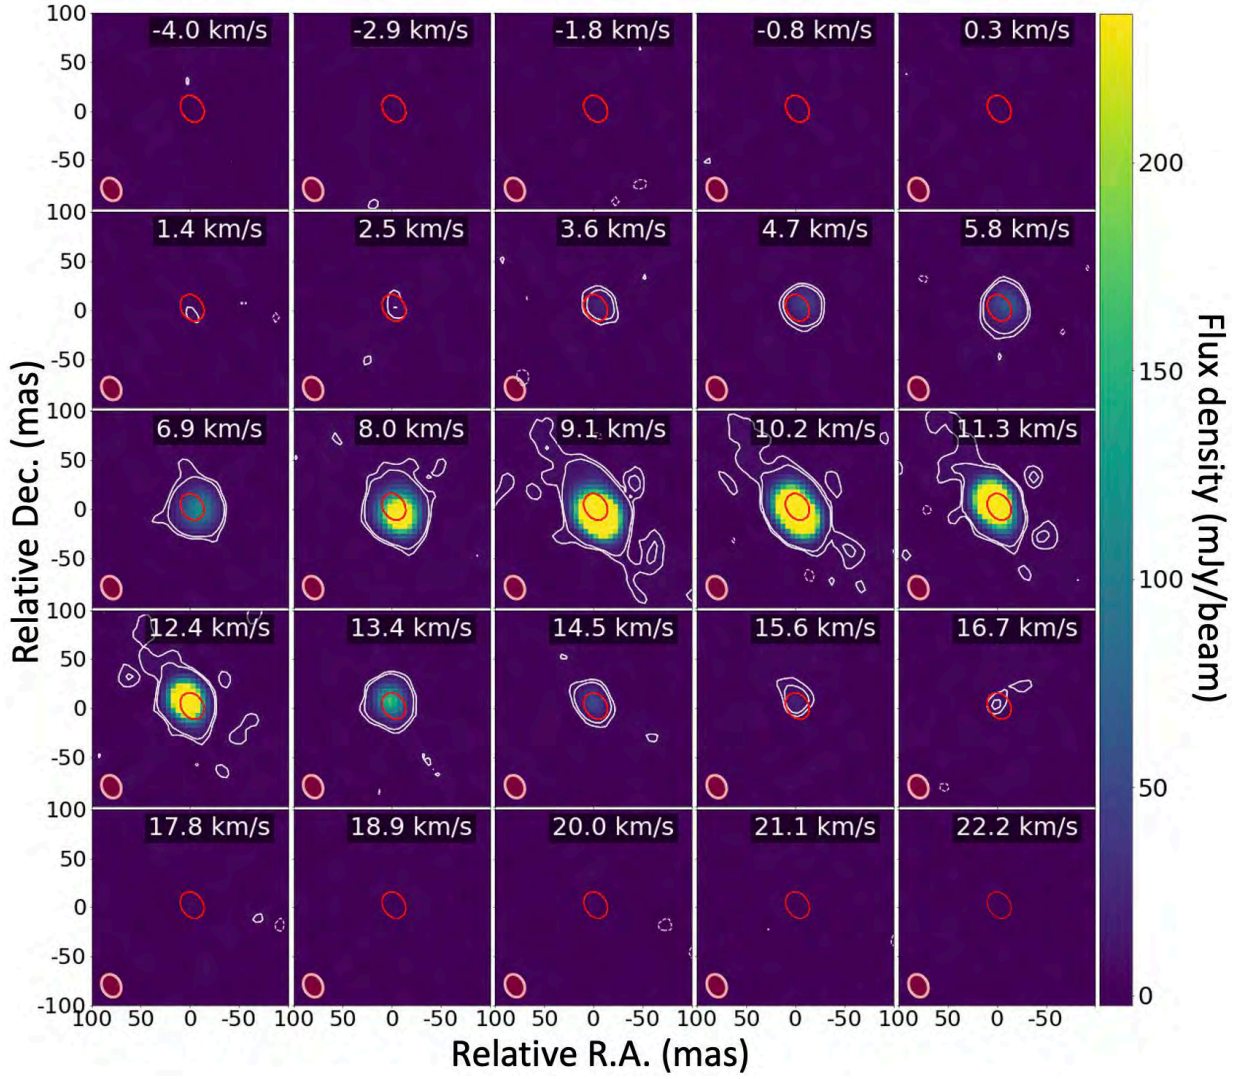 -4.0 km/s -2.9 km/s -1.8 km/s -0.8 km/s 0.3 km/s
1.4 km/s 2.5 km/s 3.6 km/s 4.7 km/s 5.8 km/s
6.9 km/s 8.0 km/s 9.1 km/s 10.2 km/s 11.3 km/s
12.4 km/s 13.4 km/s 14.5 km/s 15.6 km/s 16.7 km/s
17.8 km/s 18.9 km/s 20.0 km/s 21.1 km/s 22.2 km/s
100
50
0
-50
100
50
0
-50
100
50
0
-50
100
50
0
-50
100
50
0
-50
-100
100 50 0 -50 100 50 0 -50 100 50 0 -50 100 50 0 -50 100 50 0 -50
Relative R.A. (mas)
Relative Dec. (mas)
200
150
100
50
0
Flux density (mJy/beam)